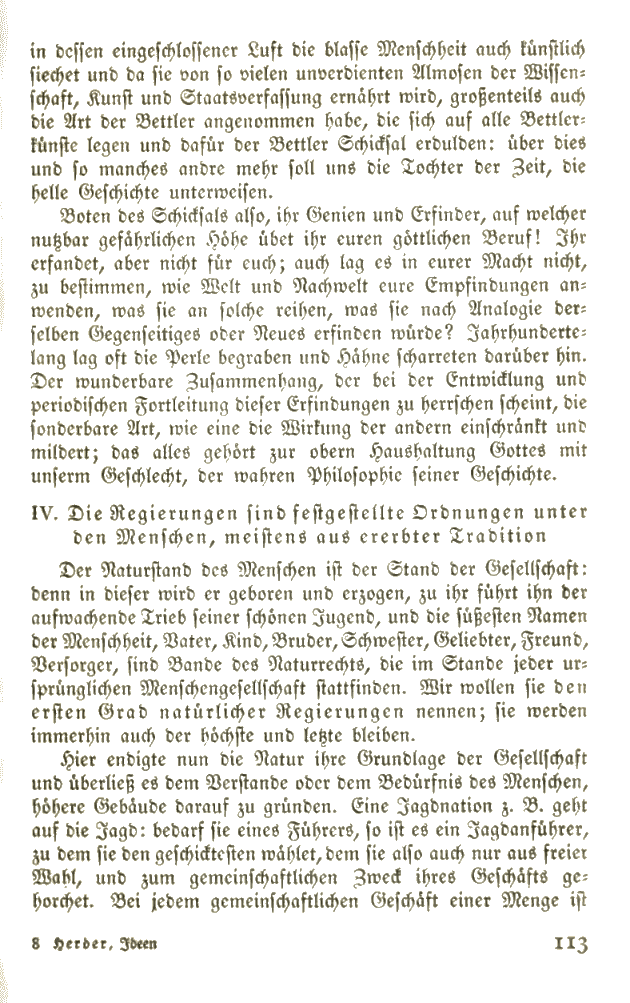 in dessen eingeschlossener Luft die blasse Menschheit auch künstlich
siechet und da sie von so vielen unverdienten Almosen der Wissen-
schaft, Kunst und Staatsverfassung ernährt wird, großenteils auch
die Art der Bettler angenommen habe, die sich auf alle Bettler-
künste legen und dafür der Bettler Schicksal erdulden: über dies
und so manches andre mehr soll uns die Tochter der Zeit, die
helle Geschichte unterweisen.
Boten des Schicksals also, ihr Genien und Erfinder, auf welcher
nutzbar gefährlichen Höhe übet ihr euren göttlichen Beruf! Ihr
erfandet, aber nicht für euch; auch lag es in eurer Macht nicht,
zu bestimmen, wie Welt und Nachwelt eure Empfindungen an-
wenden, was sie an solche reihen, was sie nach Analogie der-
selben Gegenseitiges oder Neues erfinden würde? Jahrhunderte-
lang lag oft die Perle begraben und Hähne scharreten darüber hin.
Der wunderbare Zusammenhang, der bei der Entwicklung und
periodischen Fortleitung dieser Erfindungen zu herrschen scheint, die
sonderbare Art, wie eine die Wirkung der andern einschränkt und
mildert; das alles gehört zur obern Haushaltung Gottes mit
unserm Geschlecht, der wahren Philosophie seiner Geschichte.
IV. Die Regierungen sind festgestellte Ordnungen unter
den Menschen, meistens aus ererbter Tradition
Der Naturstand des Menschen ist der Stand der Gesellschaft:
denn in dieser wird er geboren und erzogen, zu ihr führt ihn der
aufwachende Trieb seiner schönen Jugend, und die süßesten Namen
der Menschheit, Vater, Kind, Bruder, Schwester, Geliebter, Freund,
Versorger, sind Bande des Naturrechts, die im Stande jeder ur-
sprünglichen Menschengesellschaft stattfinden. Wir wollen sie den
ersten Grad natürlicher Regierungen nennen; sie werden
immerhin auch der höchste und letzte bleiben.
Hier endigte nun die Natur ihre Grundlage der Gesellschaft
und überließ es dem Verstande oder dem Bedürfnis des Menschen,
höhere Gebäude darauf zu gründen. Eine Jagdnation z. B. geht
auf die Jagd: bedarf sie eines Führers, so ist es ein Jagdanführer,
zu dem sie den geschicktesten wählet, dem sie also auch nur aus freier
Wahl, und zum gemeinschaftlichen Zweck ihres Geschäfts ge-
horchet. Bei jedem gemeinschaftlichen Geschäft einer Menge ist
8 Herder, Ideen 113